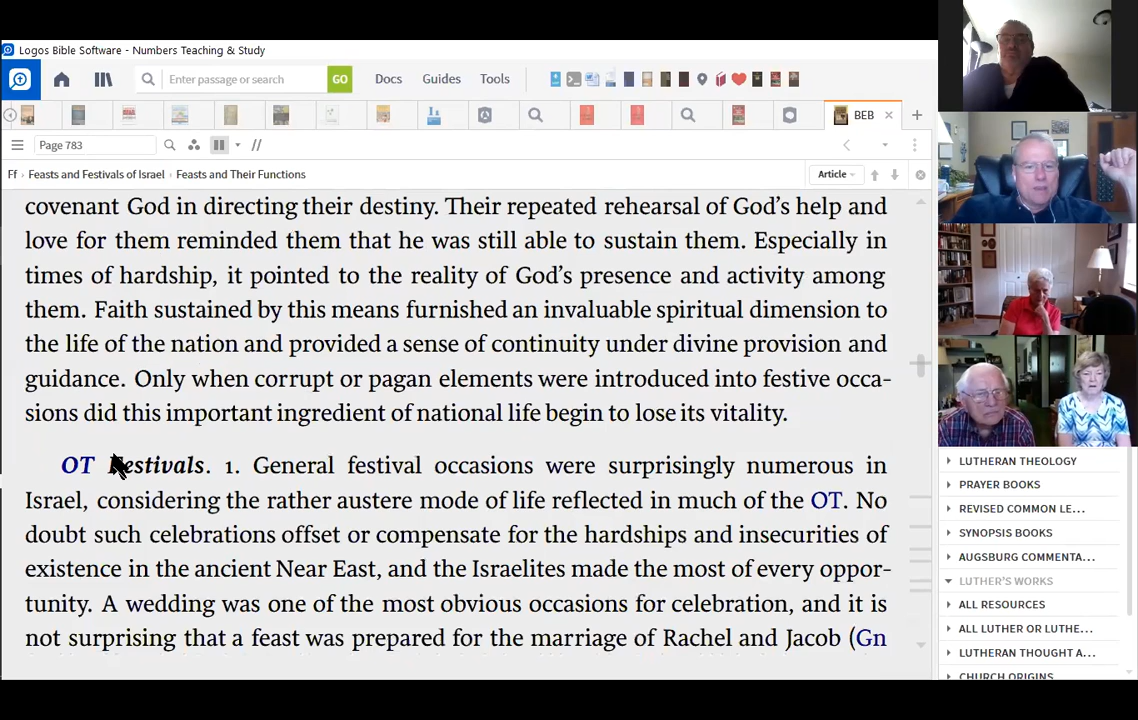 Logos Bible Software - Numbers Teaching & Study
Enter passage or search
GO
Docs
Guides
Tools
BEB
Page 783
Ff › Feasts and Festivals of Israel › Feasts and Their Functions
Article
covenant God in directing their destiny. Their repeated rehearsal of God's help and
love for them reminded them that he was still able to sustain them. Especially in
times of hardship, it pointed to the reality of God's presence and activity among
them. Faith sustained by this means furnished an invaluable spiritual dimension to
the life of the nation and provided a sense of continuity under divine provision and
guidance. Only when corrupt or pagan elements were introduced into festive occa-
sions did this important ingredient of national life begin to lose its vitality.
OT Festivals. 1. General festival occasions were surprisingly numerous in
Israel, considering the rather austere mode of life reflected in much of the OT. No
doubt such celebrations offset or compensate for the hardships and insecurities of
existence in the ancient Near East, and the Israelites made the most of every oppor-
tunity. A wedding was one of the most obvious occasions for celebration, and it is
not surprising that a feast was prepared for the marriage of Rachel and Jacob (Gn
LUTHERAN THEOLOGY
PRAYER BOOKS
REVISED COMMON LE...
SYNOPSIS BOOKS
AUGSBURG COMMENTA...
LUTHER'S WORKS
ALL RESOURCES
ALL LUTHER OR LUTHE...
LUTHERAN THOUGHT A...
CHURCH ORIGINS